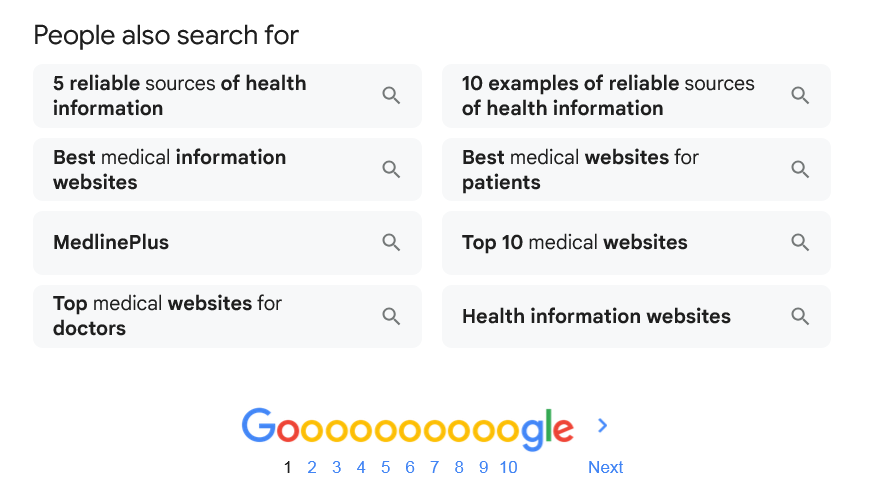 People also search for
5 reliable sources of health
information
10 examples of reliable sources
of health information
Best medical information
websites
Best medical websites for
patients
MedlinePlus
Top 10 medical websites
Top medical websites for
doctors
Health information websites
Goooooooooogle >
1 2 3 4 5 6 7 8 9 10 Next